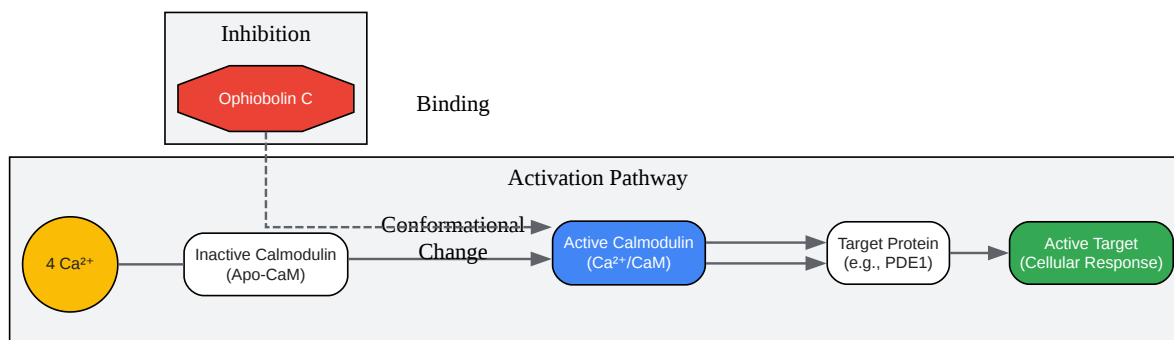 Inhibition
Ophiobolin C
Binding
Activation Pathway
4 Ca²⁺
Inactive Calmodulin
(Apo-CaM)
Conformational
Change
Active Calmodulin
(Ca²⁺/CaM)
Target Protein
(e.g., PDE1)
Active Target
(Cellular Response)